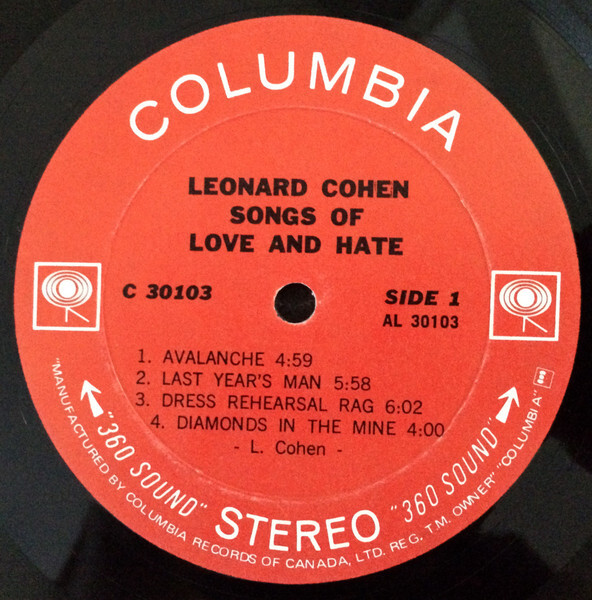 COLUMBIA
LEONARD COHEN
SONGS OF
LOVE AND HATE
C 30103
SIDE 1
AL 30103
1. AVALANCHE 4:59
2. LAST YEAR'S MAN 5:58
3. DRESS REHEARSAL RAG 6:02
4. DIAMONDS IN THE MINE 4:00
- L. Cohen -
"360 SOUND" STEREO "360 SOUND"
"MANUFACTURED BY COLUMBIA RECORDS OF CANADA, LTD. REG. T.M. OWNER" "COLUMBIA"